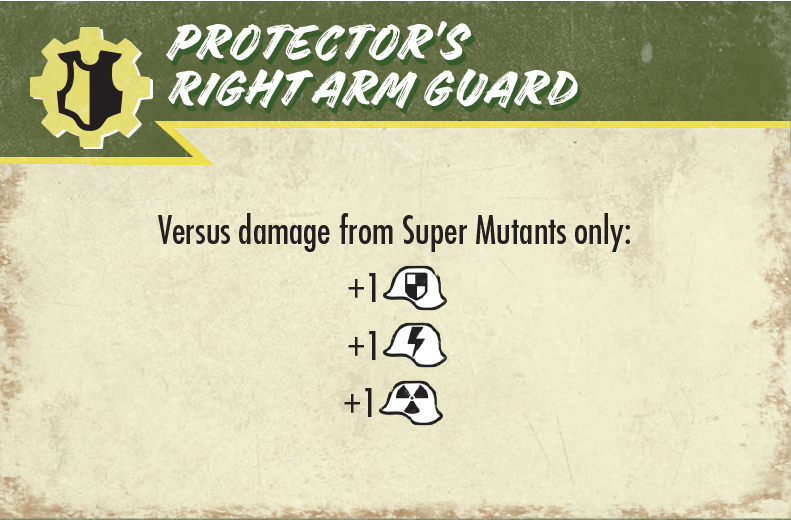 PROTECTOR'S
RIGHT ARM GUARD
Versus damage from Super Mutants only:
+1
+1
+1